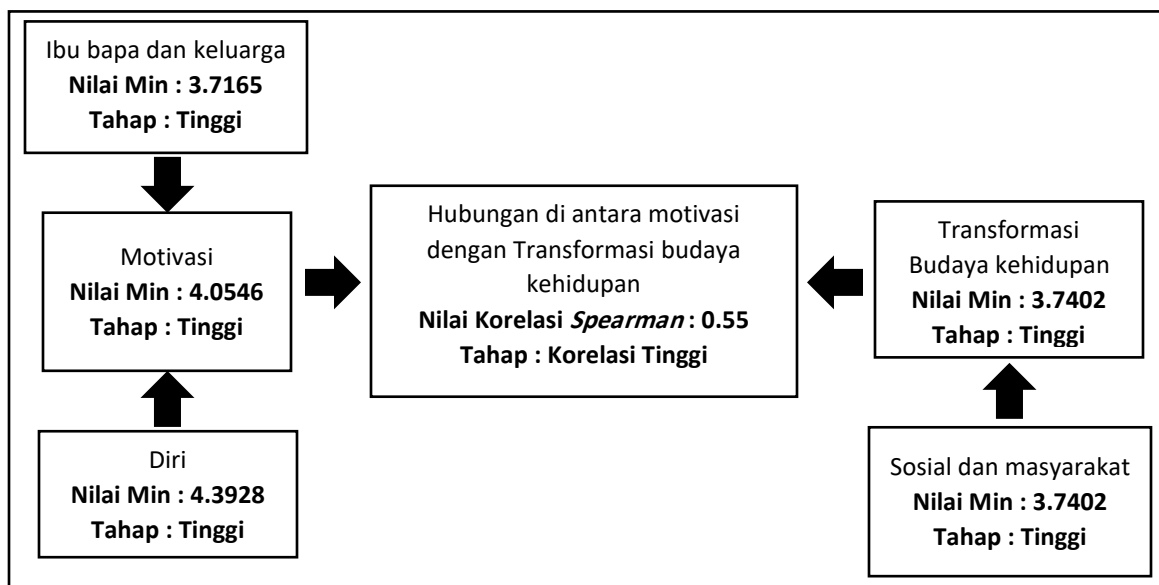 Ibu bapa dan keluarga
Nilai Min : 3.7165
Tahap : Tinggi
Motivasi
Nilai Min : 4.0546
Tahap : Tinggi
Diri
Nilai Min : 4.3928
Tahap : Tinggi
Hubungan di antara motivasi
dengan Transformasi budaya
kehidupan
Nilai Korelasi Spearman : 0.55
Tahap : Korelasi Tinggi
Transformasi
Budaya kehidupan
Nilai Min : 3.7402
Tahap : Tinggi
Sosial dan masyarakat
Nilai Min : 3.7402
Tahap : Tinggi